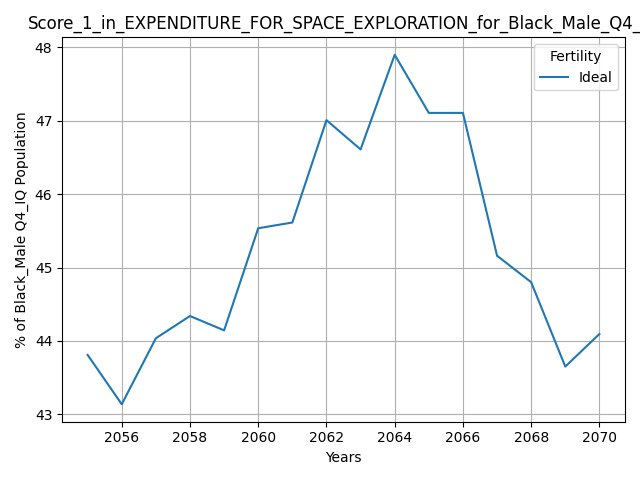 Score_1_in_EXPENDITURE_FOR_SPACE_EXPLORATION_for_Black_Male_Q4_
Fertility
Ideal
48
47
46
45
44
43
% of Black_Male Q4_IQ Population
2056 2058 2060 2062 2064 2066 2068 2070
Years